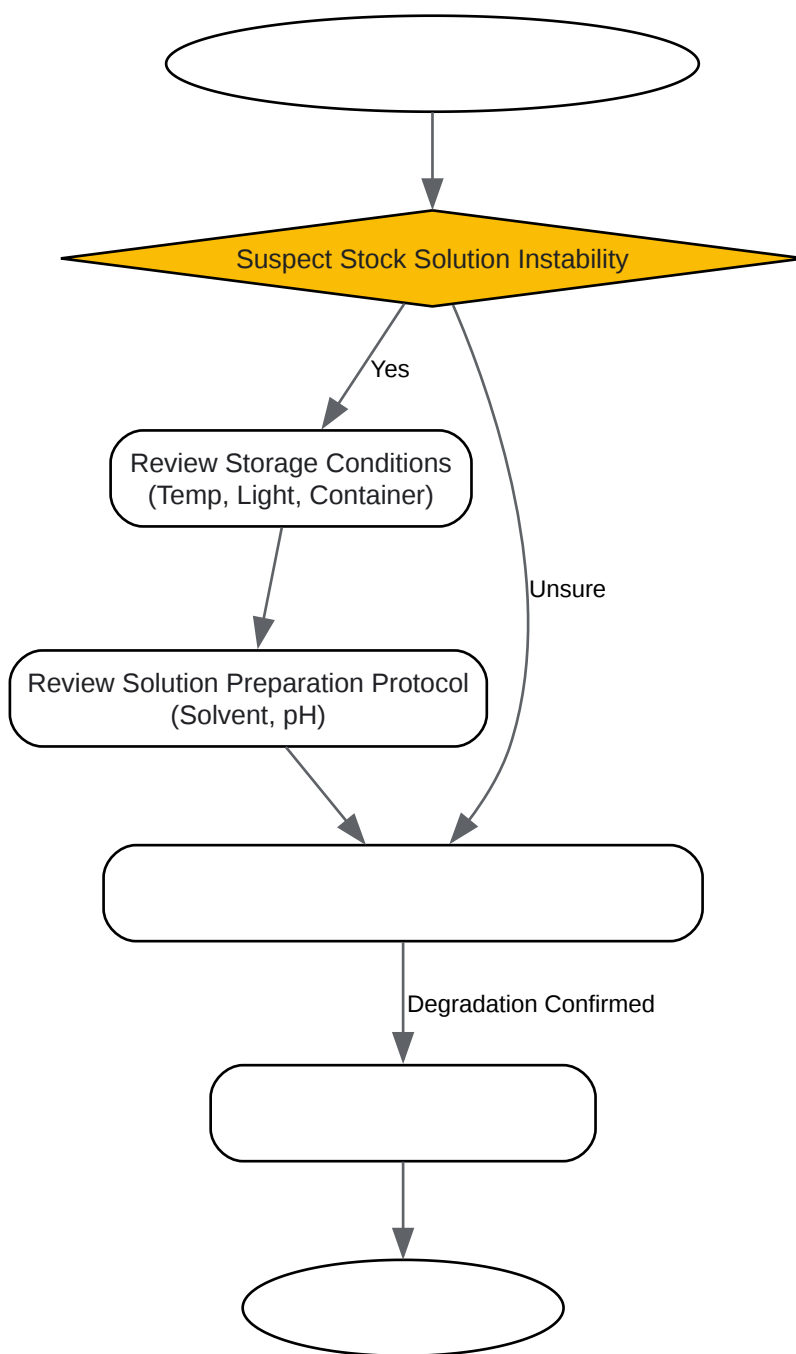 Suspect Stock Solution Instability
Yes
Review Storage Conditions
(Temp, Light, Container)
Unsure
Review Solution Preparation Protocol
(Solvent, pH)
Degradation Confirmed